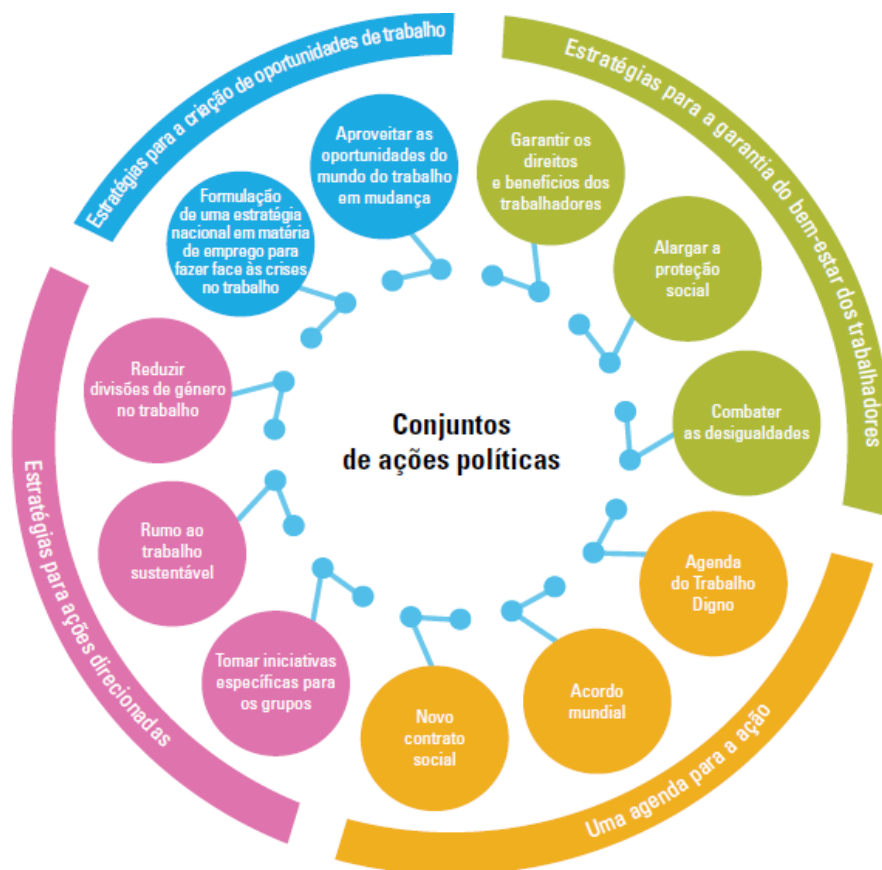 Estratégias para a criação de oportunidades de trabalho
Aproveitar as
oportunidades do
mundo do trabalho
em mudança
Formulação
de uma estratégia
nacional em matéria
de emprego para
fazer face às crises
no trabalho
Estratégias para a garantia do bem-estar dos trabalhadores
Garantir os
direitos
e benefícios dos
trabalhadores
Alargar a
proteção
social
Combater
as desigualdades
Conjuntos
de ações políticas
Uma agenda para a ação
Agenda
do Trabalho
Digno
Acordo
mundial
Novo
contrato
social
Estratégias para ações direcionadas
Reduzir
divisões de género
no trabalho
Rumo ao
trabalho
sustentável
Tomar iniciativas
específicas para
os grupos